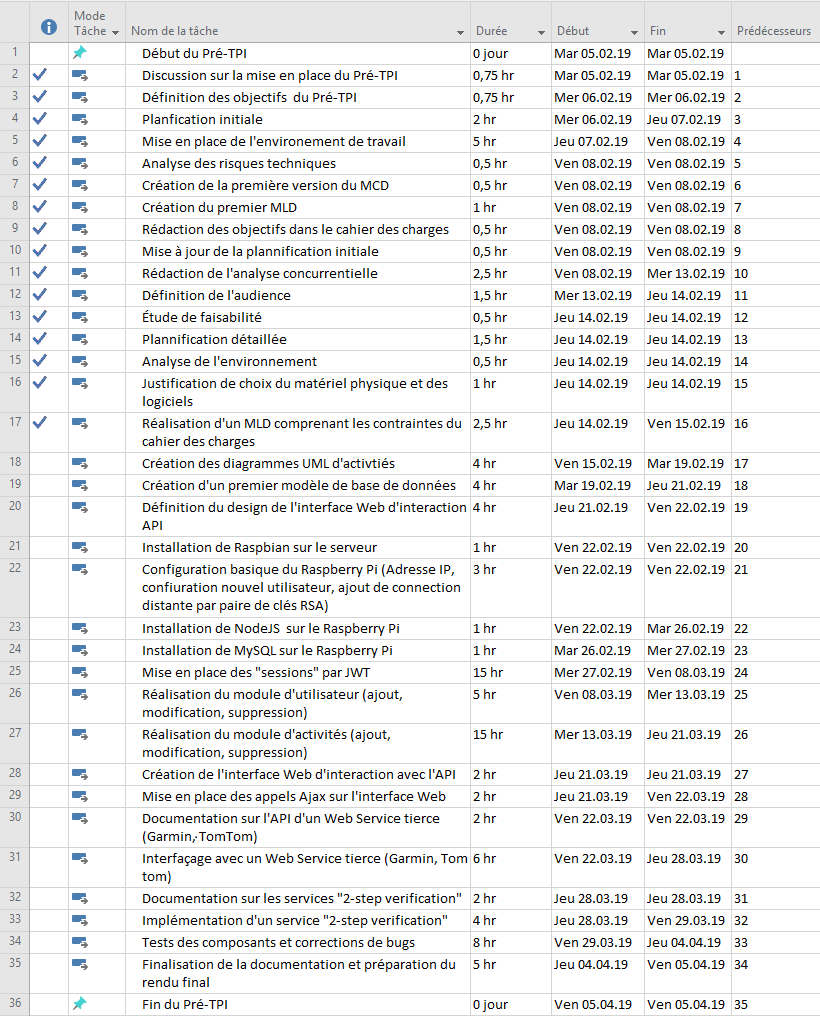 Mode
Tâche Nom de la tâche Durée Début Fin Prédécesseurs
1 Début du Pré-TPI 0 jour Mar 05.02.19 Mar 05.02.19
2 Discussion sur la mise en place du Pré-TPI 0,75 hr Mar 05.02.19 Mar 05.02.19 1
3 Définition des objectifs du Pré-TPI 0,75 hr Mer 06.02.19 Mer 06.02.19 2
4 Planfication initiale 2 hr Mer 06.02.19 Jeu 07.02.19 3
5 Mise en place de l'environement de travail 5 hr Jeu 07.02.19 Ven 08.02.19 4
6 Analyse des risques techniques 0,5 hr Ven 08.02.19 Ven 08.02.19 5
7 Création de la première version du MCD 0,5 hr Ven 08.02.19 Ven 08.02.19 6
8 Création du premier MLD 1 hr Ven 08.02.19 Ven 08.02.19 7
9 Rédaction des objectifs dans le cahier des charges 0,5 hr Ven 08.02.19 Ven 08.02.19 8
10 Mise à jour de la plannification initiale 0,5 hr Ven 08.02.19 Ven 08.02.19 9
11 Rédaction de l'analyse concurrentielle 2,5 hr Ven 08.02.19 Mer 13.02.19 10
12 Définition de l'audience 1,5 hr Mer 13.02.19 Jeu 14.02.19 11
13 Étude de faisabilité 0,5 hr Jeu 14.02.19 Jeu 14.02.19 12
14 Plannification détaillée 1,5 hr Jeu 14.02.19 Jeu 14.02.19 13
15 Analyse de l'environnement 0,5 hr Jeu 14.02.19 Jeu 14.02.19 14
16 Justification de choix du matériel physique et des 1 hr Jeu 14.02.19 Jeu 14.02.19 15
logiciels
17 Réalisation d'un MLD comprenant les contraintes du 2,5 hr Jeu 14.02.19 Ven 15.02.19 16
cahier des charges
18 Création des diagrammes UML d'activtiés 4 hr Ven 15.02.19 Mar 19.02.19 17
19 Création d'un premier modèle de base de données 4 hr Mar 19.02.19 Jeu 21.02.19 18
20 Définition du design de l'interface Web d'interaction 4 hr Jeu 21.02.19 Ven 22.02.19 19
API
21 Installation de Raspbian sur le serveur 1 hr Ven 22.02.19 Ven 22.02.19 20
22 Configuration basique du Raspberry Pi (Adresse IP, 3 hr Ven 22.02.19 Ven 22.02.19 21
confiuration nouvel utilisateur, ajout de connection
distante par paire de clés RSA)
23 Installation de NodeJS sur le Raspberry Pi 1 hr Ven 22.02.19 Mar 26.02.19 22
24 Installation de MySQL sur le Raspberry Pi 1 hr Mar 26.02.19 Mer 27.02.19 23
25 Mise en place des "sessions" par JWT 15 hr Mer 27.02.19 Ven 08.03.19 24
26 Réalisation du module d'utilisateur (ajout, 5 hr Ven 08.03.19 Mer 13.03.19 25
modification, suppression)
27 Réalisation du module d'activités (ajout, 15 hr Mer 13.03.19 Jeu 21.03.19 26
modification, suppression)
28 Création de l'interface Web d'interaction avec l'API 2 hr Jeu 21.03.19 Jeu 21.03.19 27
29 Mise en place des appels Ajax sur l'interface Web 2 hr Jeu 21.03.19 Ven 22.03.19 28
30 Documentation sur l'API d'un Web Service tierce 2 hr Ven 22.03.19 Ven 22.03.19 29
(Garmin, TomTom)
31 Interfaçage avec un Web Service tierce (Garmin, Tom 6 hr Ven 22.03.19 Jeu 28.03.19 30
tom)
32 Documentation sur les services "2-step verification" 2 hr Jeu 28.03.19 Jeu 28.03.19 31
33 Implémentation d'un service "2-step verification" 4 hr Jeu 28.03.19 Ven 29.03.19 32
34 Tests des composants et corrections de bugs 8 hr Ven 29.03.19 Jeu 04.04.19 33
35 Finalisation de la documentation et préparation du 5 hr Jeu 04.04.19 Ven 05.04.19 34
rendu final
36 Fin du Pré-TPI 0 jour Ven 05.04.19 Ven 05.04.19 35